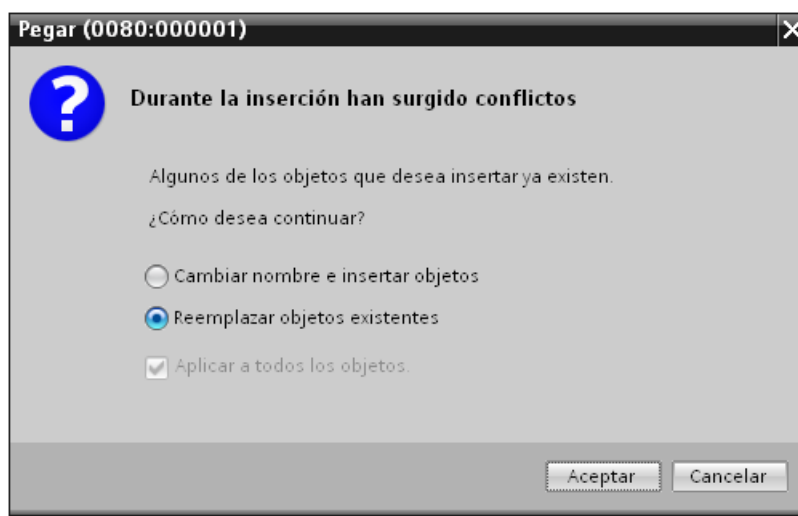 Pegar (0080:000001)
Durante la inserción han surgido conflictos
Algunos de los objetos que desea insertar ya existen.
¿Cómo desea continuar?
Cambiar nombre e insertar objetos
Reemplazar objetos existentes
Aplicar a todos los objetos.
Aceptar Cancelar